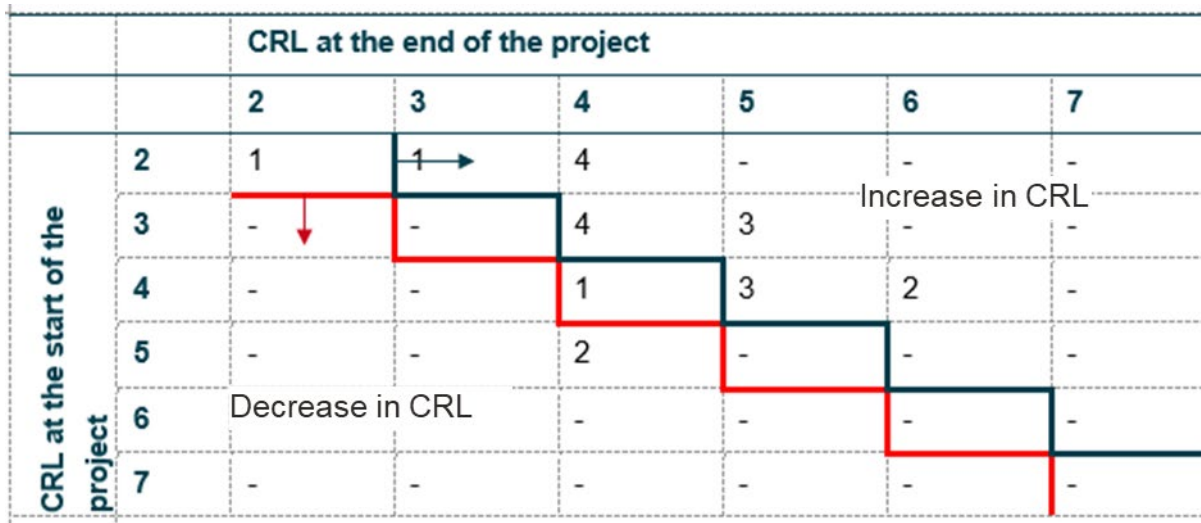 CRL at the end of the project
2 3 4 5 6 7
CRL at the start of the project
2 1 1 4 - - -
Increase in CRL
3 - - 4 3 - -
4 - - 1 3 2 -
5 - - 2 - - -
Decrease in CRL
6 - - - -
7 - - - - - -